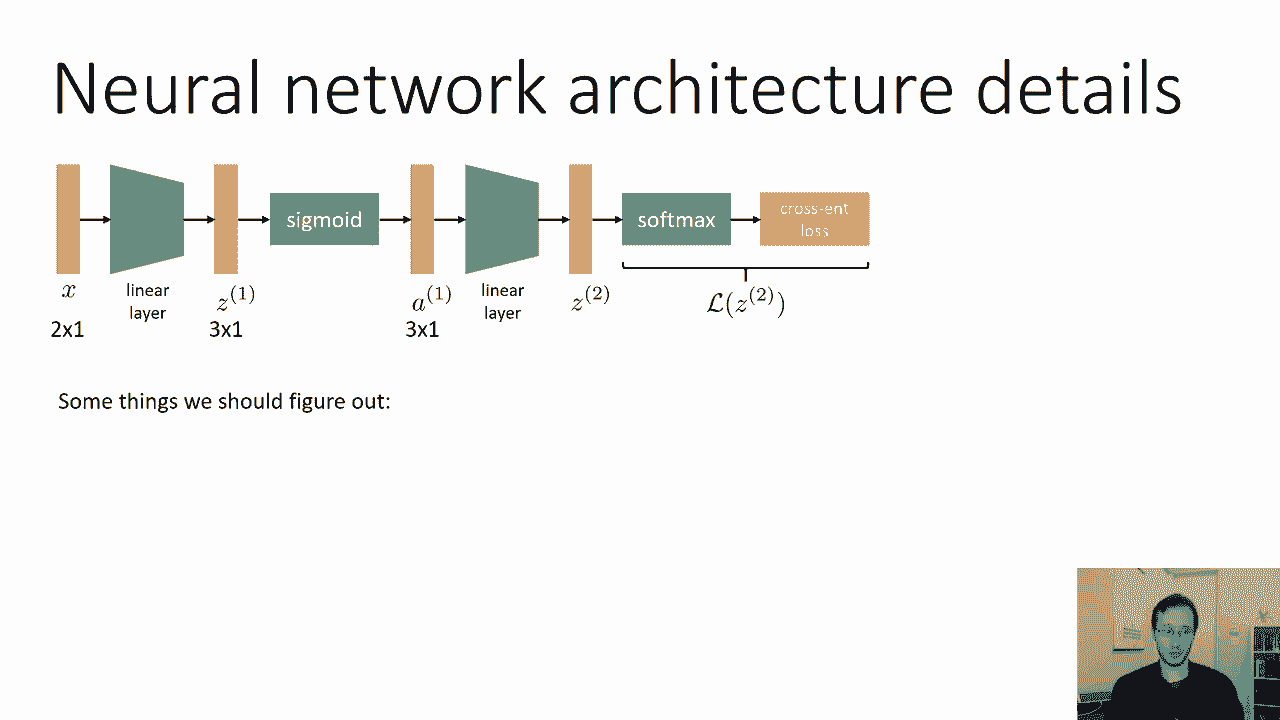 Neural network architecture details
sigmoid
softmax
cross-ent
loss
x
linear
layer
z^{(1)}
a^{(1)}
linear
layer
z^{(2)}
\mathcal{L}(z^{(2)})
2x1
3x1
3x1
Some things we should figure out: